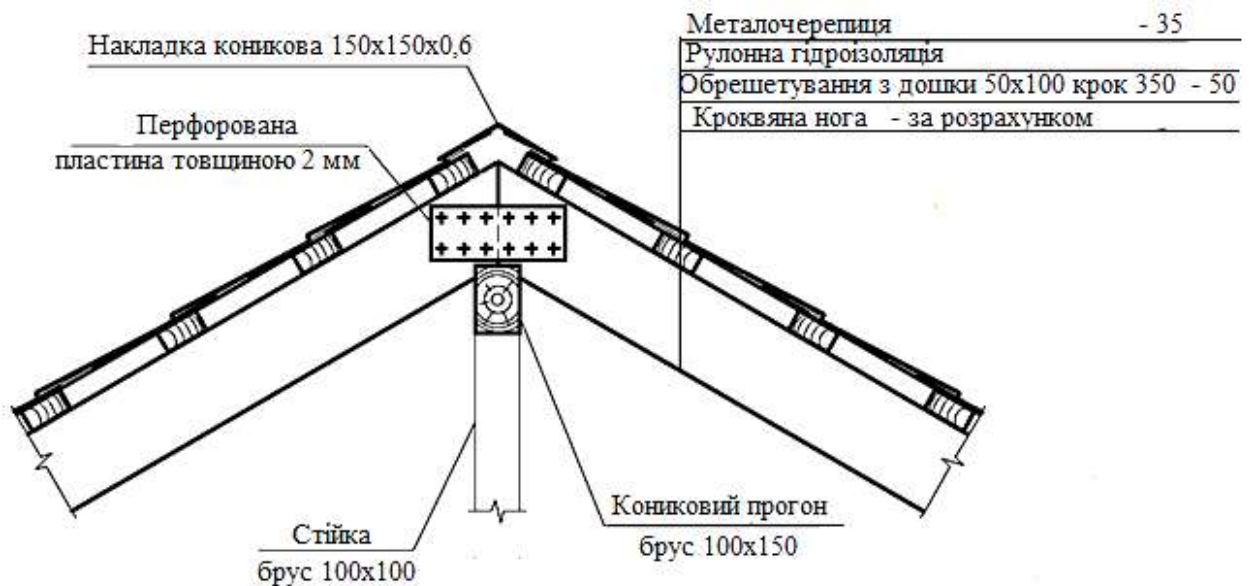 Накладка коникова 150х150х0,6
Перфорована
пластина товщиною 2 мм
Металочерепиця - 35
Рулонна гідроізоляція
Обрешетування з дошки 50х100 крок 350 - 50
Кроквяна нога - за розрахунком
Стійка
брус 100х100
Кониковий прогон
брус 100х150